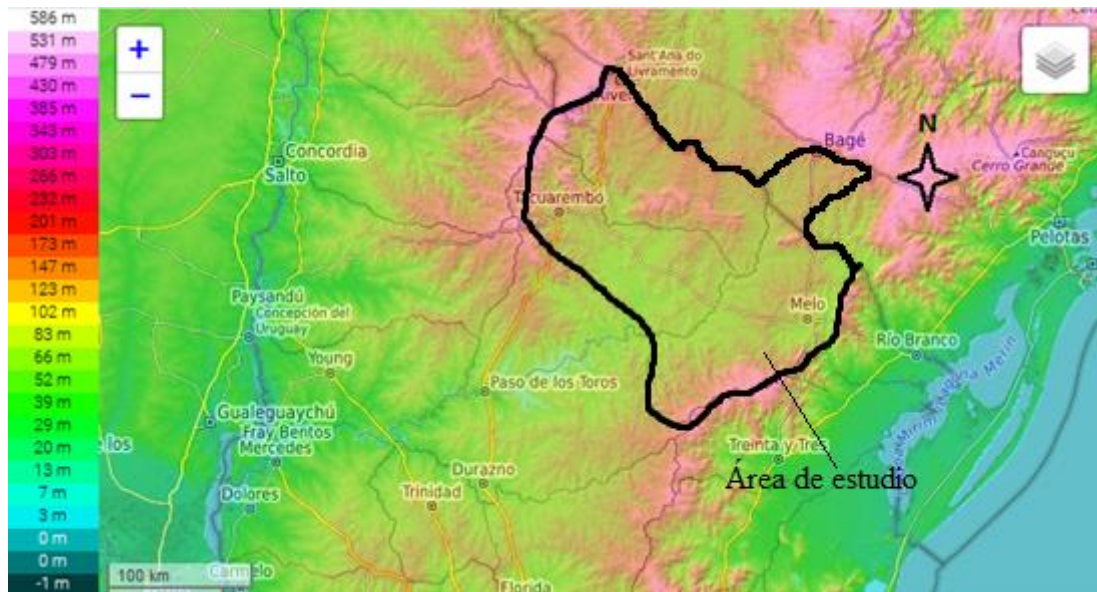 586 m
531 m
479 m
430 m
385 m
343 m
303 m
266 m
232 m
201 m
173 m
147 m
123 m
102 m
83 m
66 m
52 m
39 m
29 m
20 m
13 m
7 m
3 m
0 m
0 m
-1 m
+
−
Sant'Ana do
Livramento
Bagé
N
Canguçu
Cerro Grande
Concordia
Salto
Tacuarembó
Pelotas
Paysandú
Concepción del
Uruguay
Melo
Río Branco
Young
Paso de los Toros
Gualeguaychú
Fray Bentos
Mercedes
Treinta y Tres
Durazno
Área de estudio
Dolores
Trinidad
100 km
Carmelo
Florida